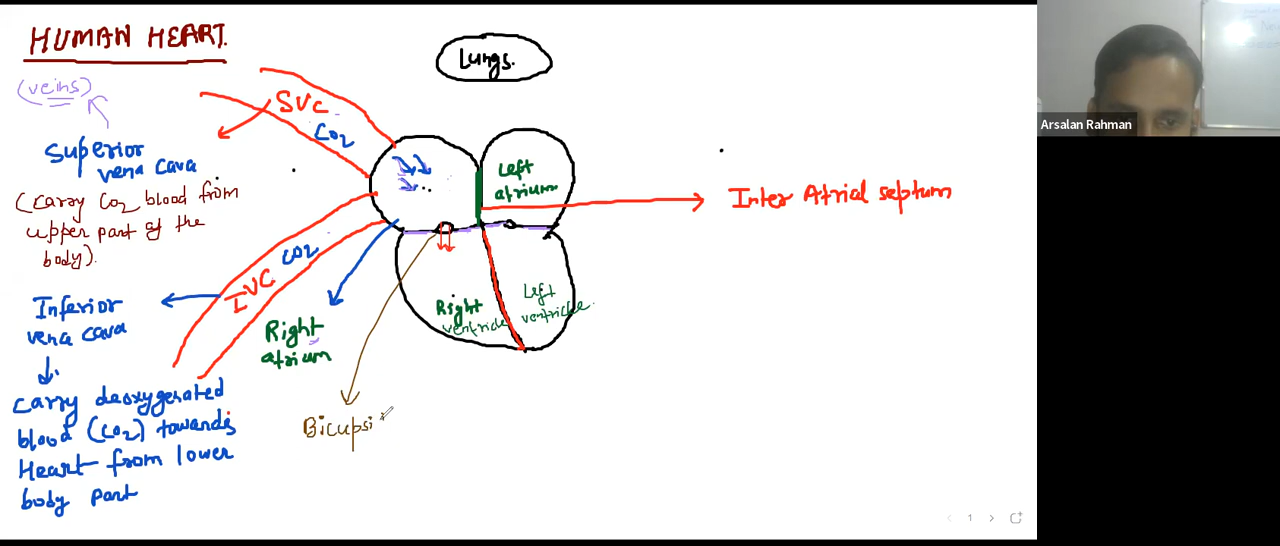 HUMAN HEART.
Lungs.
(veins)
SVC
CO2
Superior
vena cava
(carry CO2 blood from
upper part of the
body).
Left
atrium
Inter Atrial septum
IVC CO2
Inferior
vena cava
Right
atrium
Right
ventricle
Left
ventricle
Carry deoxygerated
blood (CO2) towards
Heart from lower
body part
Bicupsi
Arsalan Rahman
1